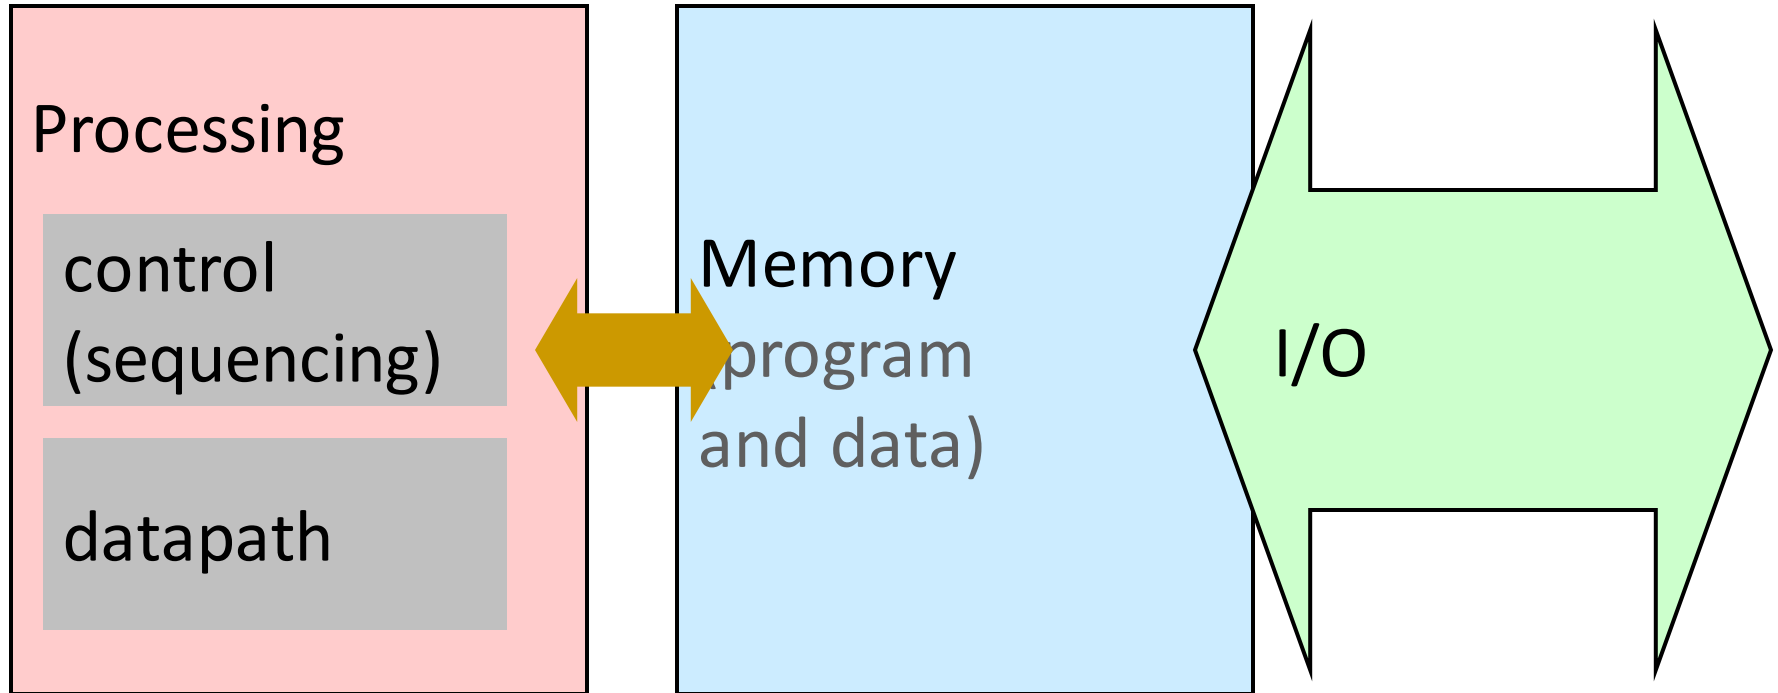 Processing
control
(sequencing)
datapath
Memory
(program
and data)
I/O